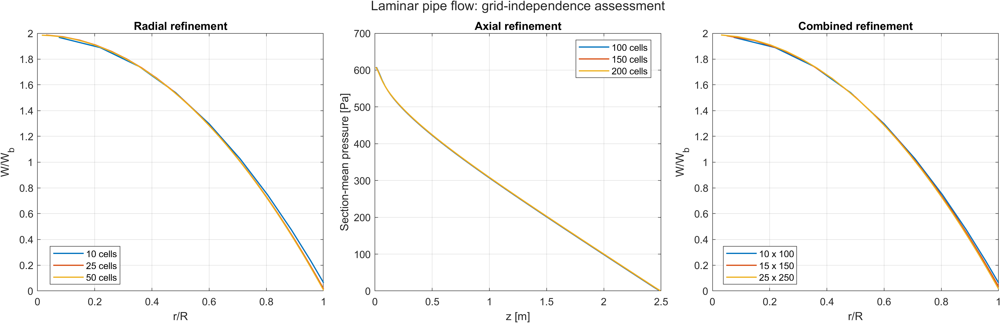 Laminar pipe flow: grid-independence assessment
Radial refinement
2
1.8
1.6
1.4
1.2
1
0.8
0.6
0.4
0.2
0
W/W_b
10 cells
25 cells
50 cells
0 0.2 0.4 0.6 0.8 1
r/R
Axial refinement
700
600
500
400
300
200
100
0
Section-mean pressure [Pa]
100 cells
150 cells
200 cells
0 0.5 1 1.5 2 2.5
z [m]
Combined refinement
2
1.8
1.6
1.4
1.2
1
0.8
0.6
0.4
0.2
0
W/W_b
10 x 100
15 x 150
25 x 250
0 0.2 0.4 0.6 0.8 1
r/R